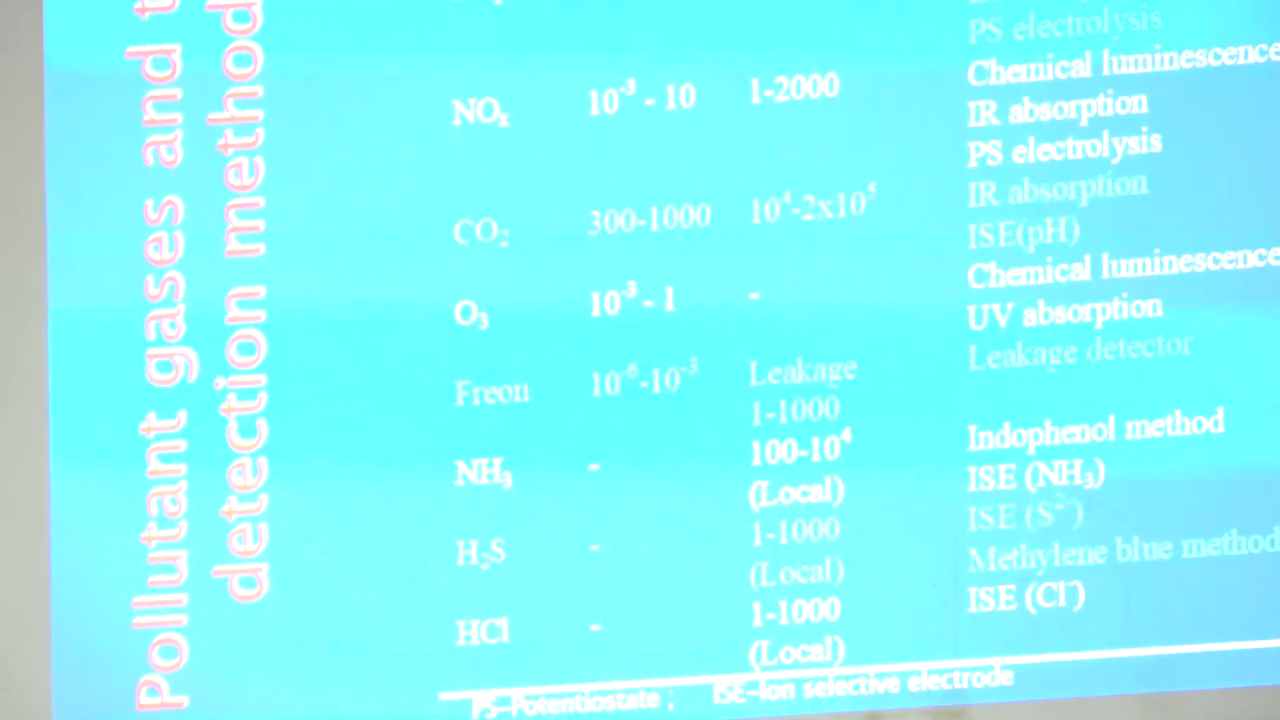 Pollutant gases and
detection method
PS electrolysis
Chemical luminescence
NOx 10-3 - 10 1-2000 IR absorption
PS electrolysis
IR absorption
CO2 300-1000 104-2x105
ISE(pH)
Chemical luminescence
O3 10-3 - 1 - UV absorption
Leakage detector
Freon 10-6-10-3 Leakage
1-1000
NH3 - 100-104 Indophenol method
(Local) ISE (NH3)
H2S - 1-1000 ISE (S2-)
(Local) Methylene blue method
HCl - 1-1000 ISE (Cl-)
(Local)
PS-Potentiostate ; ISE-Ion selective electrode